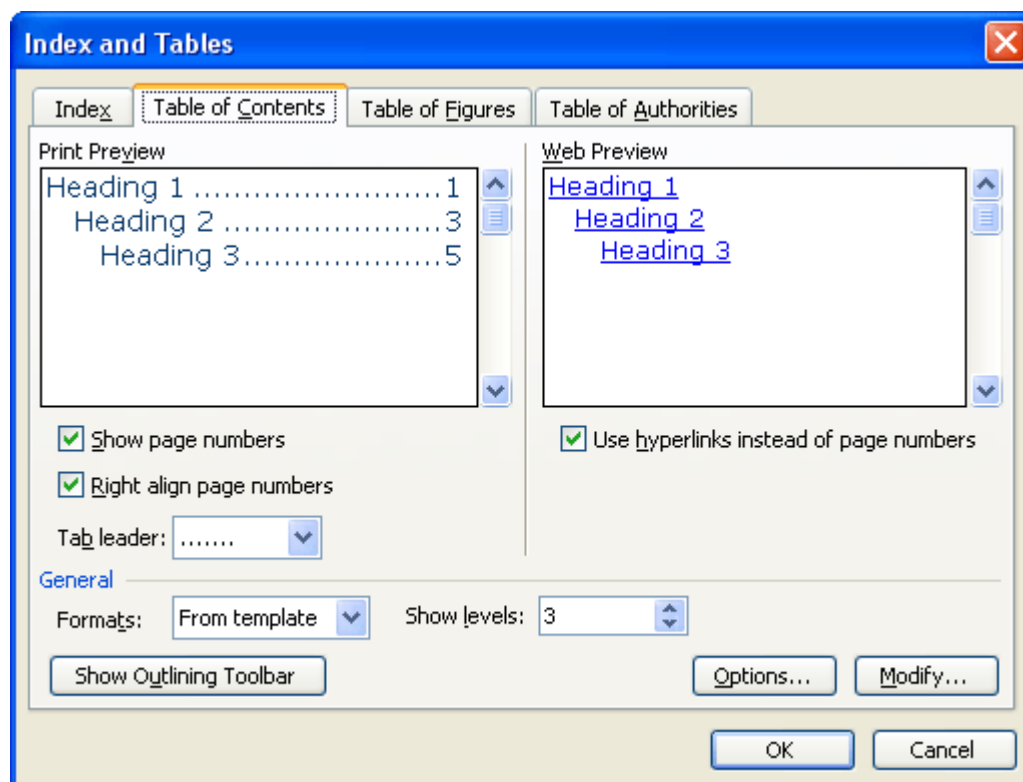 Index and Tables
Index Table of Contents Table of Figures Table of Authorities
Print Preview
Heading 1 ........................1
Heading 2 ......................3
Heading 3....................5
Web Preview
Heading 1
Heading 2
Heading 3
Show page numbers
Right align page numbers
Tab leader: .......
Use hyperlinks instead of page numbers
General
Formats: From template Show levels: 3
Show Outlining Toolbar Options... Modify...
OK Cancel